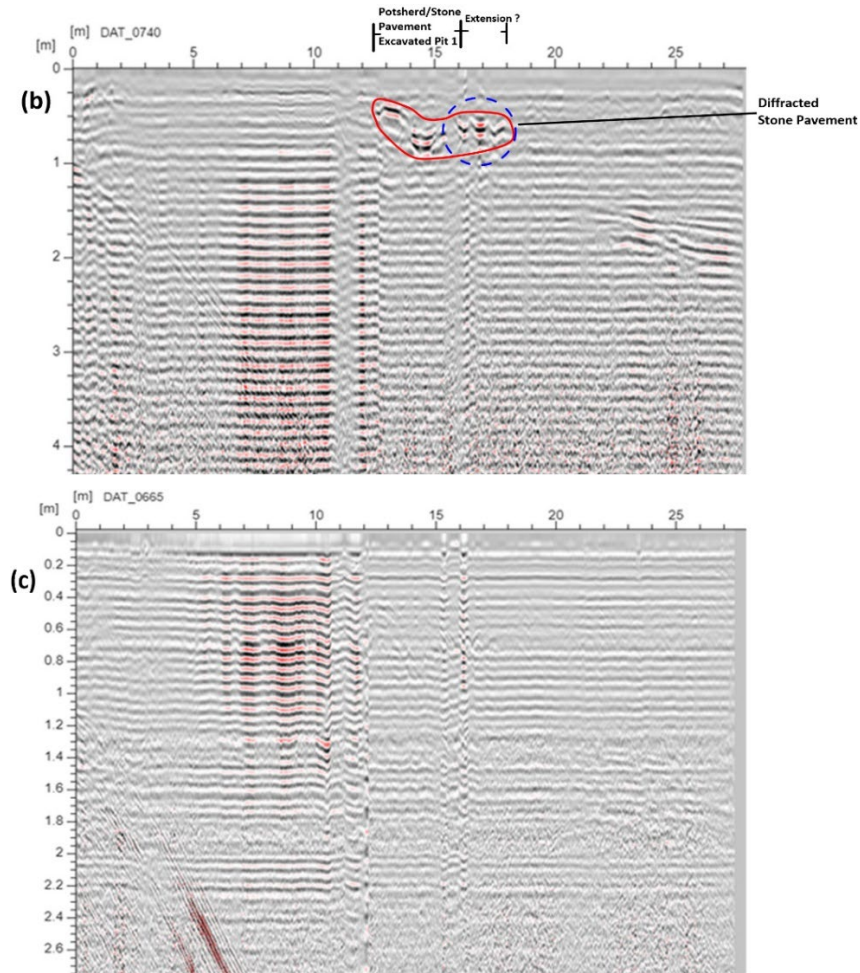 Potsherd/Stone
Pavement
Excavated Pit 1
Extension ?
[m] DAT_0740
[m] 0 5 10 15 20 25
(b)
0
1
2
3
4
Diffracted
Stone Pavement
[m] DAT_0665
[m] 0 5 10 15 20 25
(c)
0
0.2
0.4
0.6
0.8
1
1.2
1.4
1.6
1.8
2
2.2
2.4
2.6